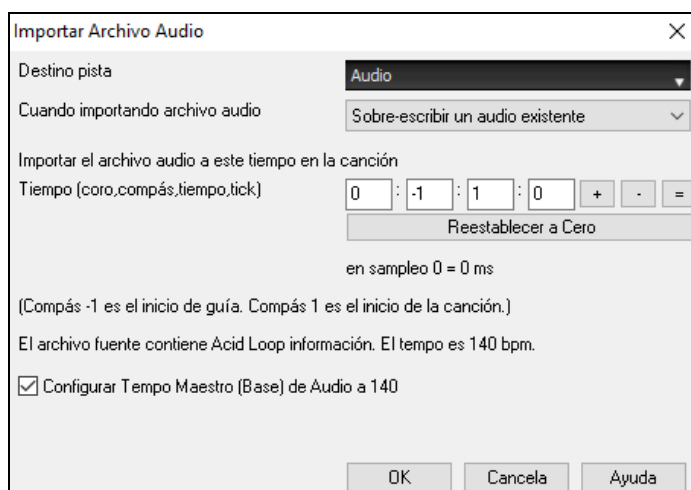 Importar Archivo Audio
Destino pista Audio
Cuando importando archivo audio Sobre-escribir un audio existente
Importar el archivo audio a este tiempo en la canción
Tiempo (coro,compás,tiempo,tick) 0 : -1 : 1 : 0 + - =
Reestablecer a Cero
en sampleo 0 = 0 ms
(Compás -1 es el inicio de guía. Compás 1 es el inicio de la canción.)
El archivo fuente contiene Acid Loop información. El tempo es 140 bpm.
Configurar Tempo Maestro (Base) de Audio a 140
OK Cancela Ayuda